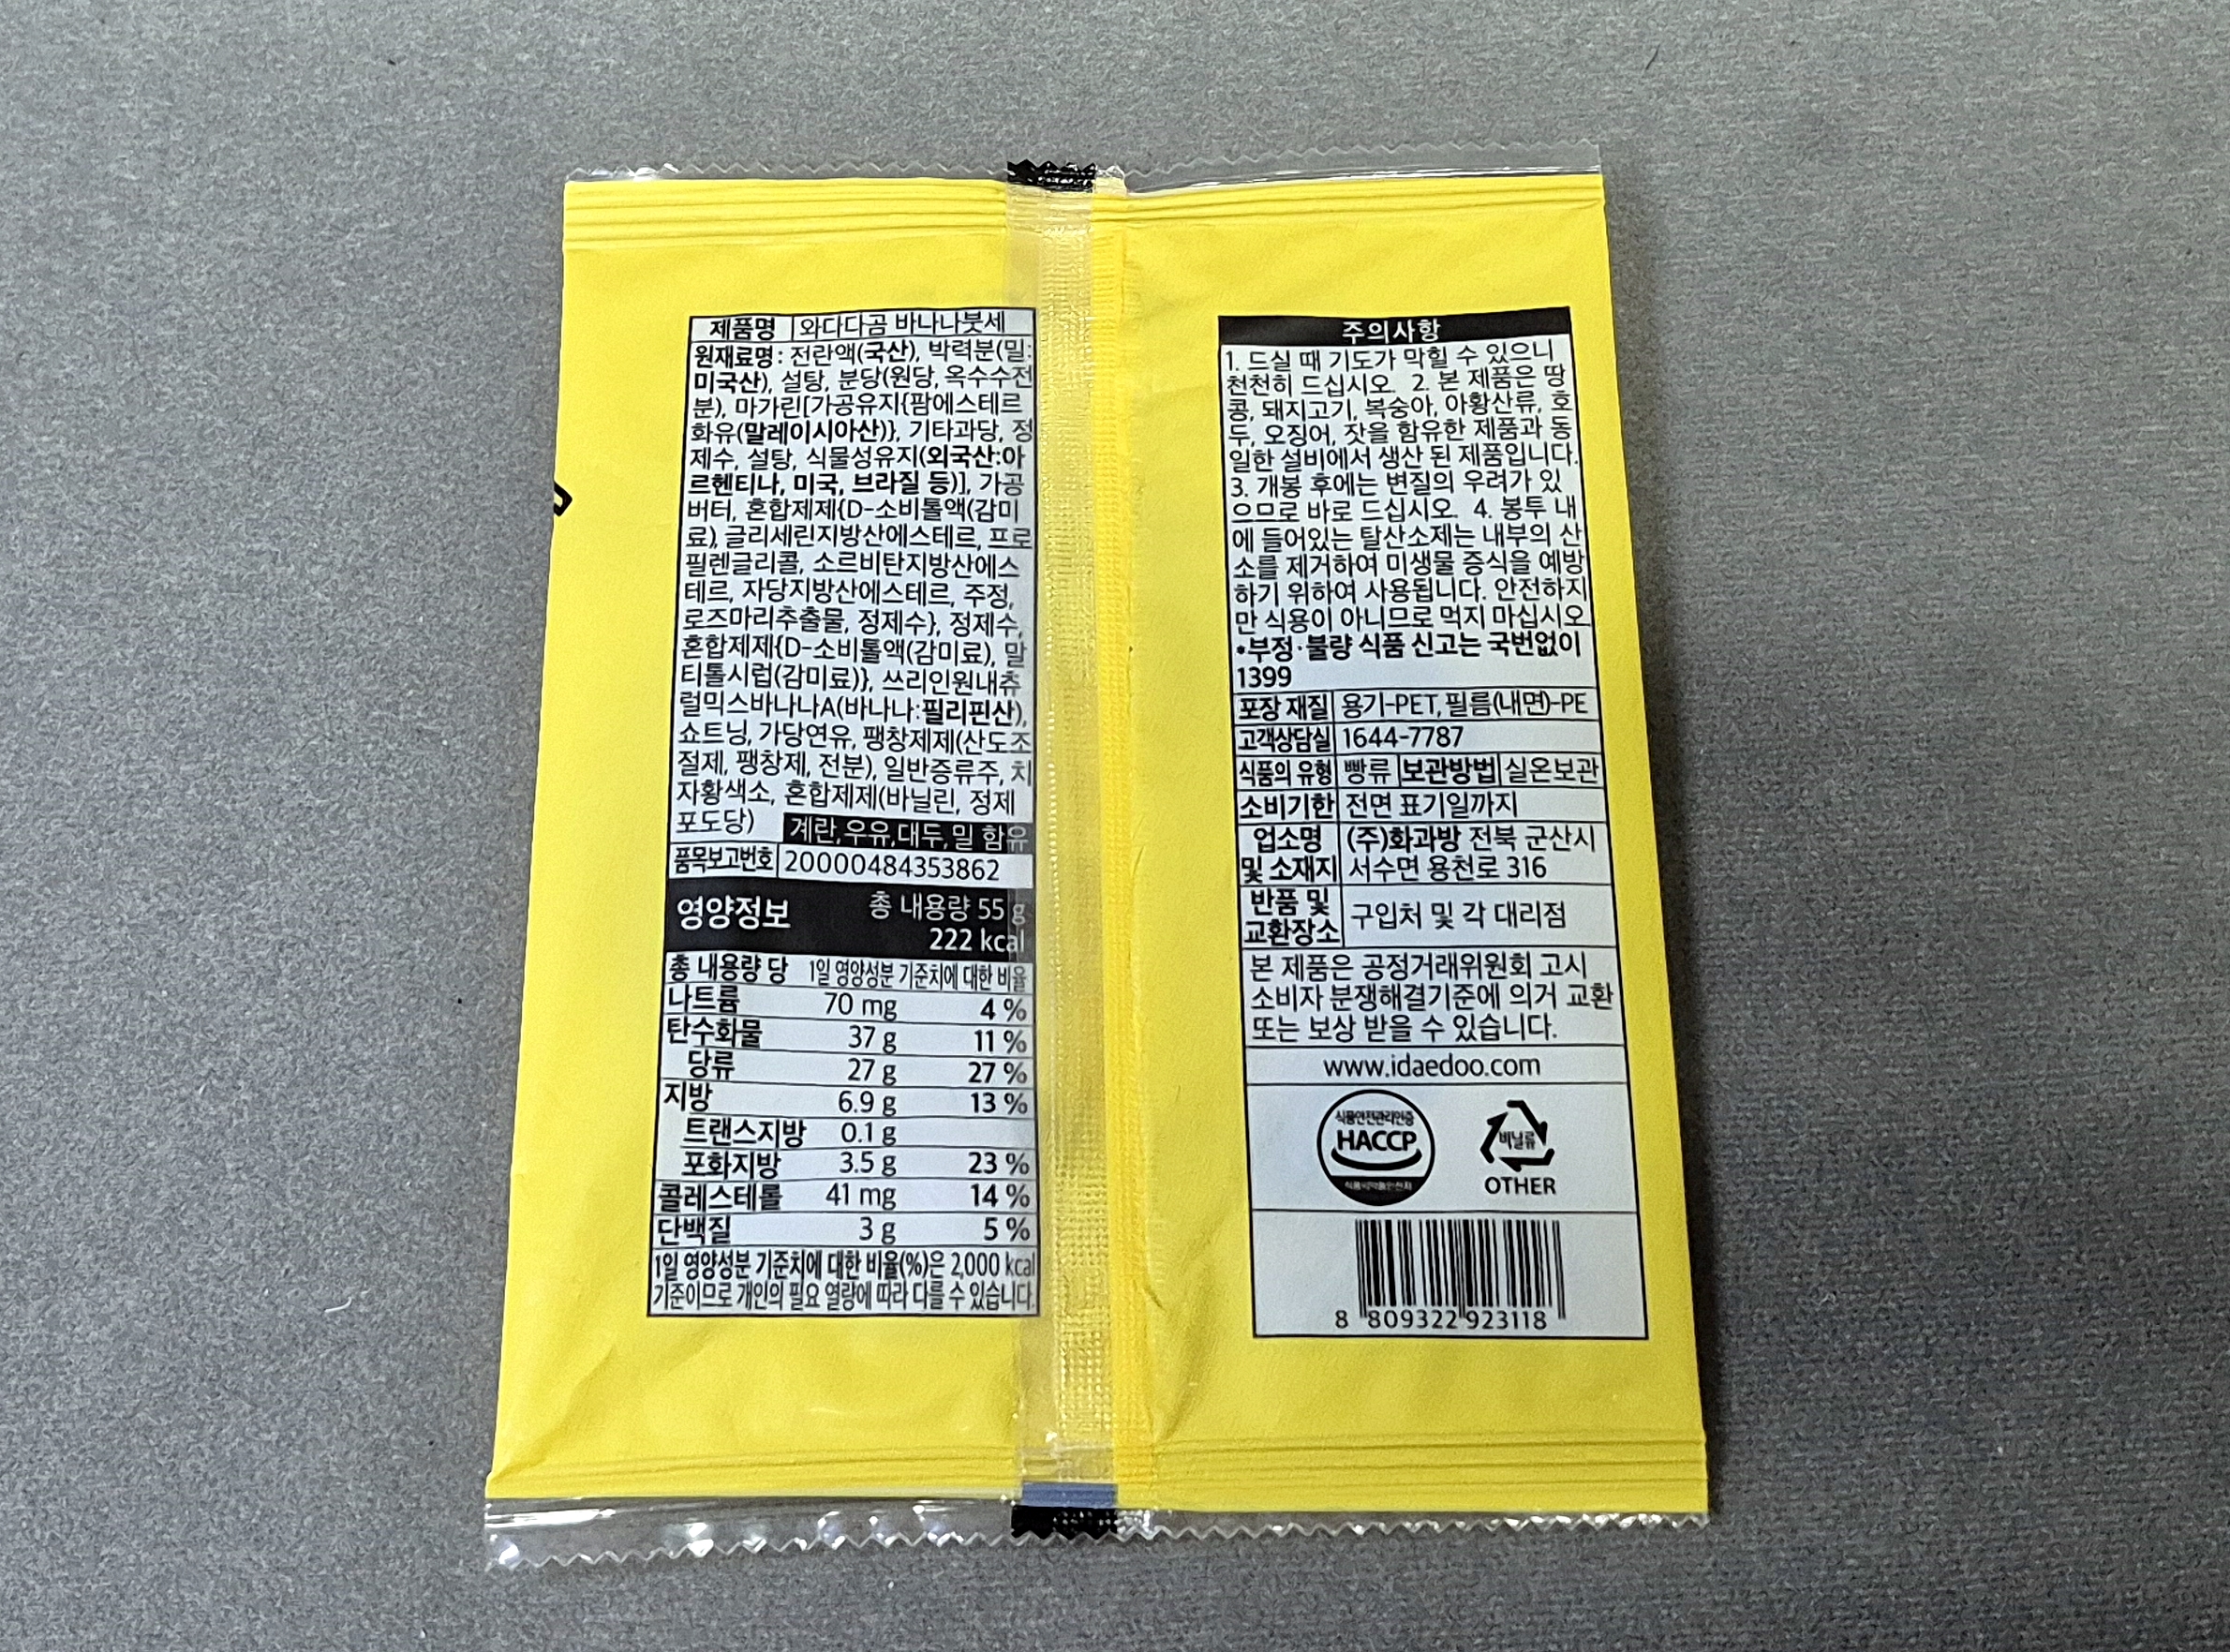 제품명 와다다곰 바나나붓세
원재료명: 전란액(국산), 박력분(밀:
미국산), 설탕, 분당(원당, 옥수수전
분), 마가린[가공유지{팜에스테르
화유(말레이시아산)}, 기타과당, 정
제수, 설탕, 식물성유지(외국산:아
르헨티나, 미국, 브라질 등)], 가공
버터, 혼합제제{D-소비톨액(감미
료), 글리세린지방산에스테르, 프로
필렌글리콜, 소르비탄지방산에스
테르, 자당지방산에스테르, 주정,
로즈마리추출물, 정제수}, 정제수,
혼합제제{D-소비톨액(감미료), 말
티톨시럽(감미료)}, 쓰리인원내츄
럴믹스바나나A(바나나:필리핀산),
쇼트닝, 가당연유, 팽창제제(산도조
절제, 팽창제, 전분), 일반증류주, 치
자황색소, 혼합제제(바닐린, 정제
포도당) 계란,우유,대두,밀 함유
품목보고번호 20000484353862
영양정보 총 내용량 55 g
222 kcal
총 내용량 당 1일 영양성분 기준치에 대한 비율
나트륨 70 mg 4 %
탄수화물 37 g 11 %
당류 27 g 27 %
지방 6.9 g 13 %
트랜스지방 0.1 g
포화지방 3.5 g 23 %
콜레스테롤 41 mg 14 %
단백질 3 g 5 %
1일 영양성분 기준치에 대한 비율(%)은 2,000 kcal
기준이므로 개인의 필요 열량에 따라 다를 수 있습니다.
주의사항
1. 드실 때 기도가 막힐 수 있으니
천천히 드십시오. 2. 본 제품은 땅
콩, 돼지고기, 복숭아, 아황산류, 호
두, 오징어, 잣을 함유한 제품과 동
일한 설비에서 생산 된 제품입니다.
3. 개봉 후에는 변질의 우려가 있
으므로 바로 드십시오. 4. 봉투 내
에 들어있는 탈산소제는 내부의 산
소를 제거하여 미생물 증식을 예방
하기 위하여 사용됩니다. 안전하지
만 식용이 아니므로 먹지 마십시오
•부정·불량 식품 신고는 국번없이
1399
포장 재질 용기-PET, 필름(내면)-PE
고객상담실 1644-7787
식품의 유형 빵류 보관방법 실온보관
소비기한 전면 표기일까지
업소명 (주)화과방 전북 군산시
및 소재지 서수면 용천로 316
반품 및
교환장소 구입처 및 각 대리점
본 제품은 공정거래위원회 고시
소비자 분쟁해결기준에 의거 교환
또는 보상 받을 수 있습니다.
www.idaedoo.com
식품안전관리인증
HACCP
식품의약품안전처
비닐류
OTHER
8 809322 923118